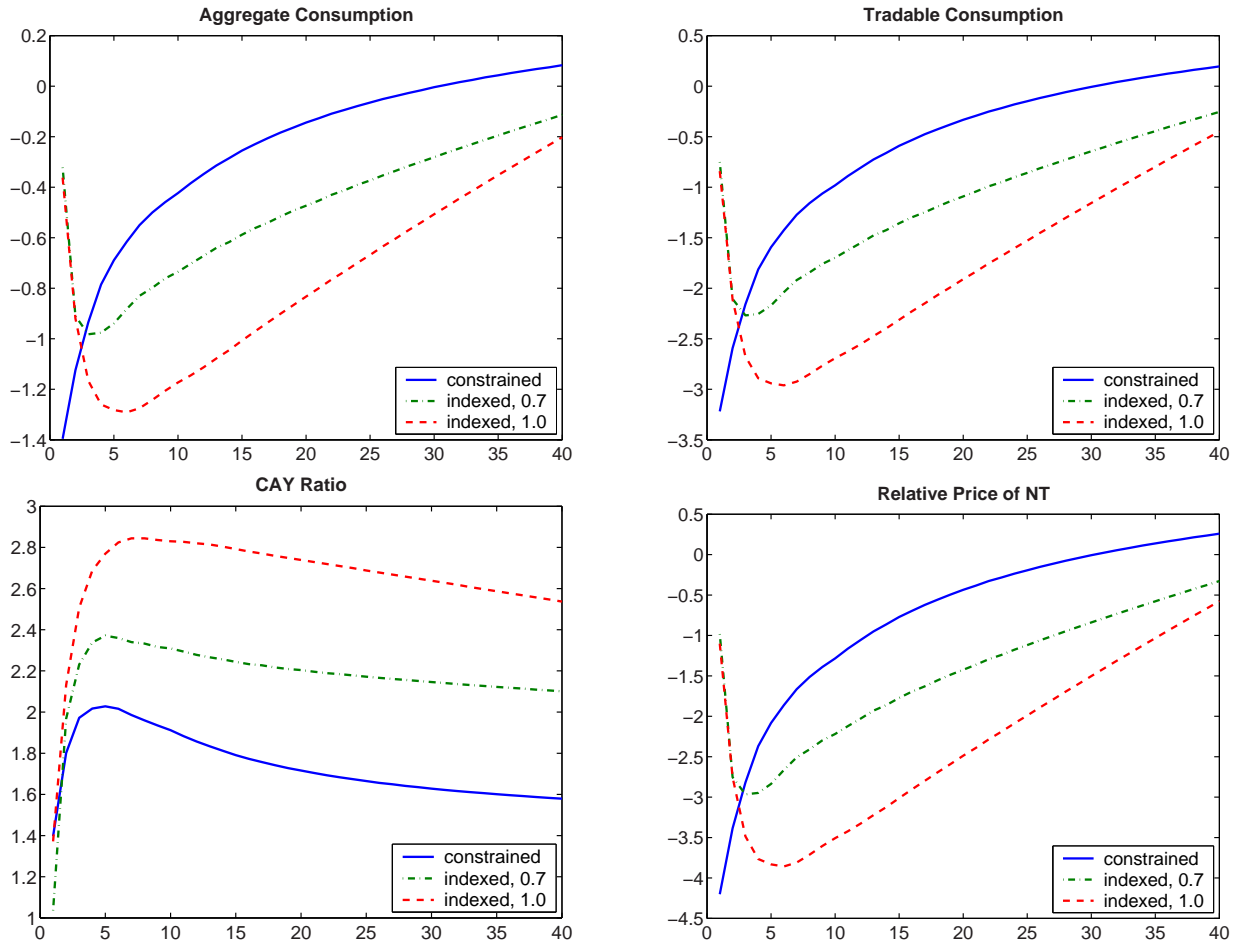 Aggregate Consumption
0.2
0
−0.2
−0.4
−0.6
−0.8
−1
−1.2
−1.4
0 5 10 15 20 25 30 35 40
constrained
indexed, 0.7
indexed, 1.0
Tradable Consumption
0.5
0
−0.5
−1
−1.5
−2
−2.5
−3
−3.5
0 5 10 15 20 25 30 35 40
constrained
indexed, 0.7
indexed, 1.0
CAY Ratio
3
2.8
2.6
2.4
2.2
2
1.8
1.6
1.4
1.2
1
0 5 10 15 20 25 30 35 40
constrained
indexed, 0.7
indexed, 1.0
Relative Price of NT
0.5
0
−0.5
−1
−1.5
−2
−2.5
−3
−3.5
−4
−4.5
0 5 10 15 20 25 30 35 40
constrained
indexed, 0.7
indexed, 1.0